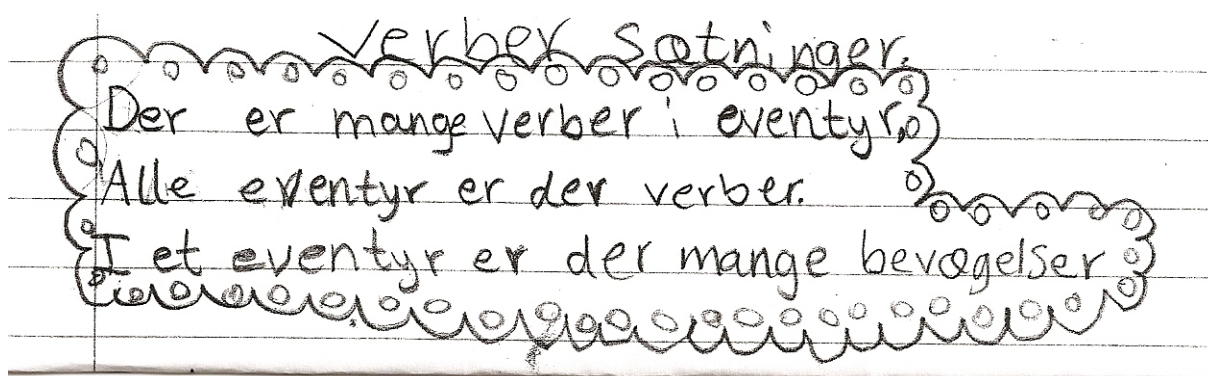 verber sætninger.
Der er mange verber i eventyr.
Alle eventyr er der verber.
I et eventyr er der mange bevægelser